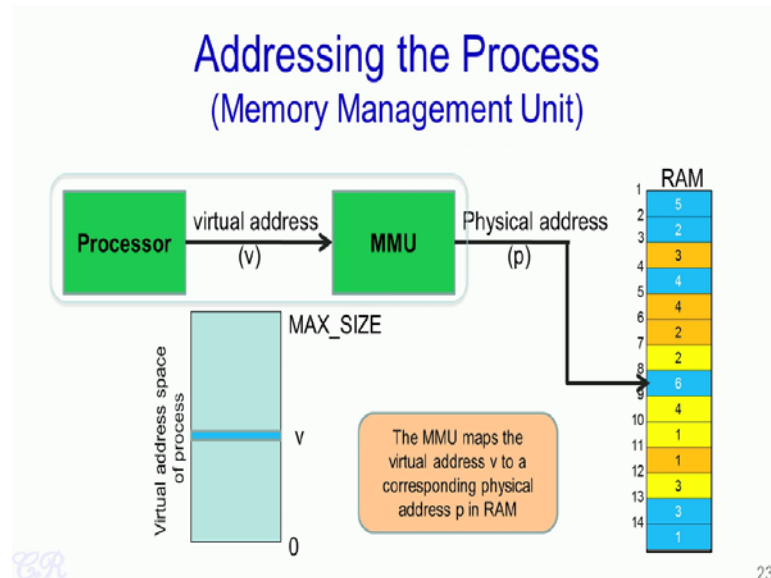 Addressing the Process
(Memory Management Unit)
Processor
virtual address
(v)
MMU
Physical address
(p)
RAM
1
2
3
4
5
6
7
8
9
10
11
12
13
14
5
2
3
4
4
2
2
6
4
1
1
3
3
1
Virtual address space
of process
MAX_SIZE
v
0
The MMU maps the
virtual address v to a
corresponding physical
address p in RAM
CR
23